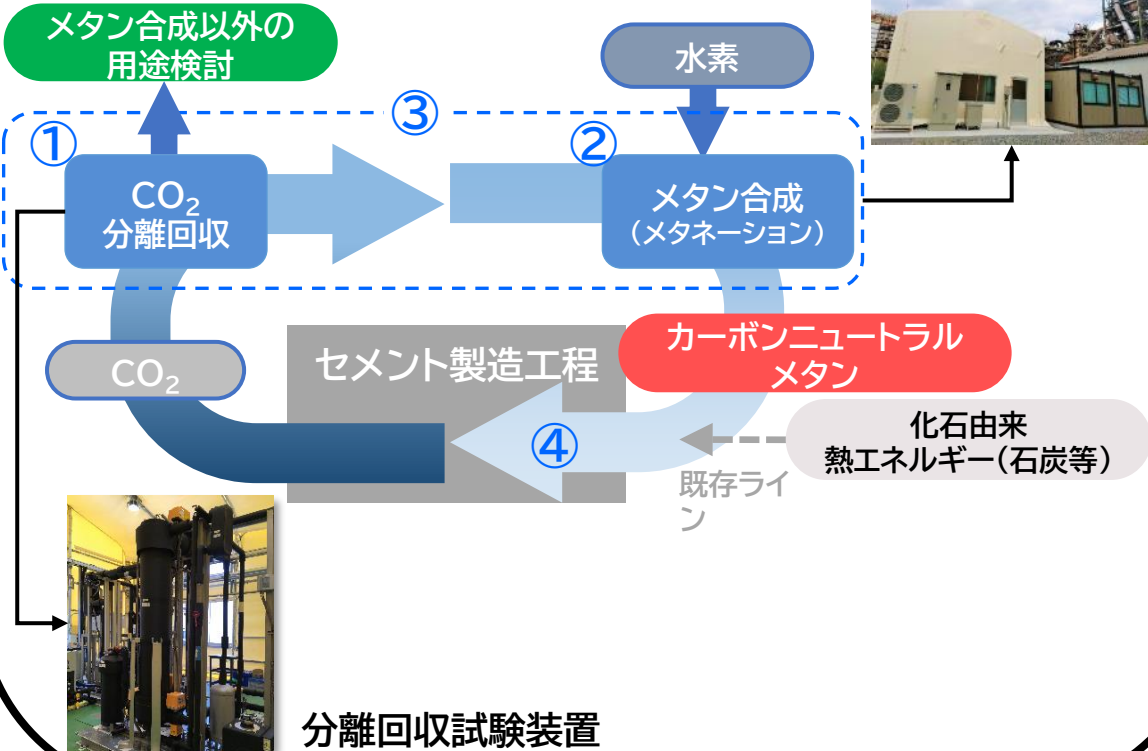 メタン合成以外の
用途検討
水素
③
①
②
CO₂
分離回収
メタン合成
(メタネーション)
カーボンニュートラル
メタン
セメント製造工程
CO₂
④
化石由来
熱エネルギー(石炭等)
既存ライ
ン
分離回収試験装置